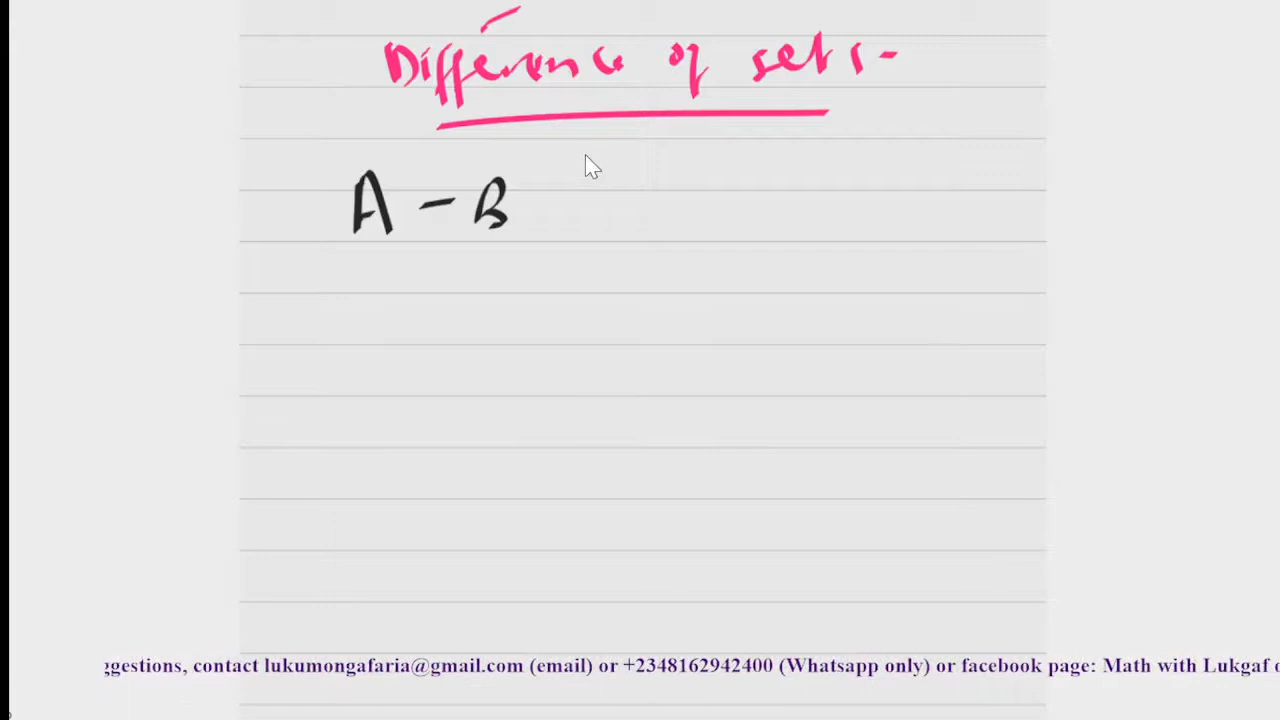 Difference of sets -
A - B
ggestions, contact lukumongafaria@gmail.com (email) or +2348162942400 (Whatsapp only) or facebook page: Math with Lukgaf o